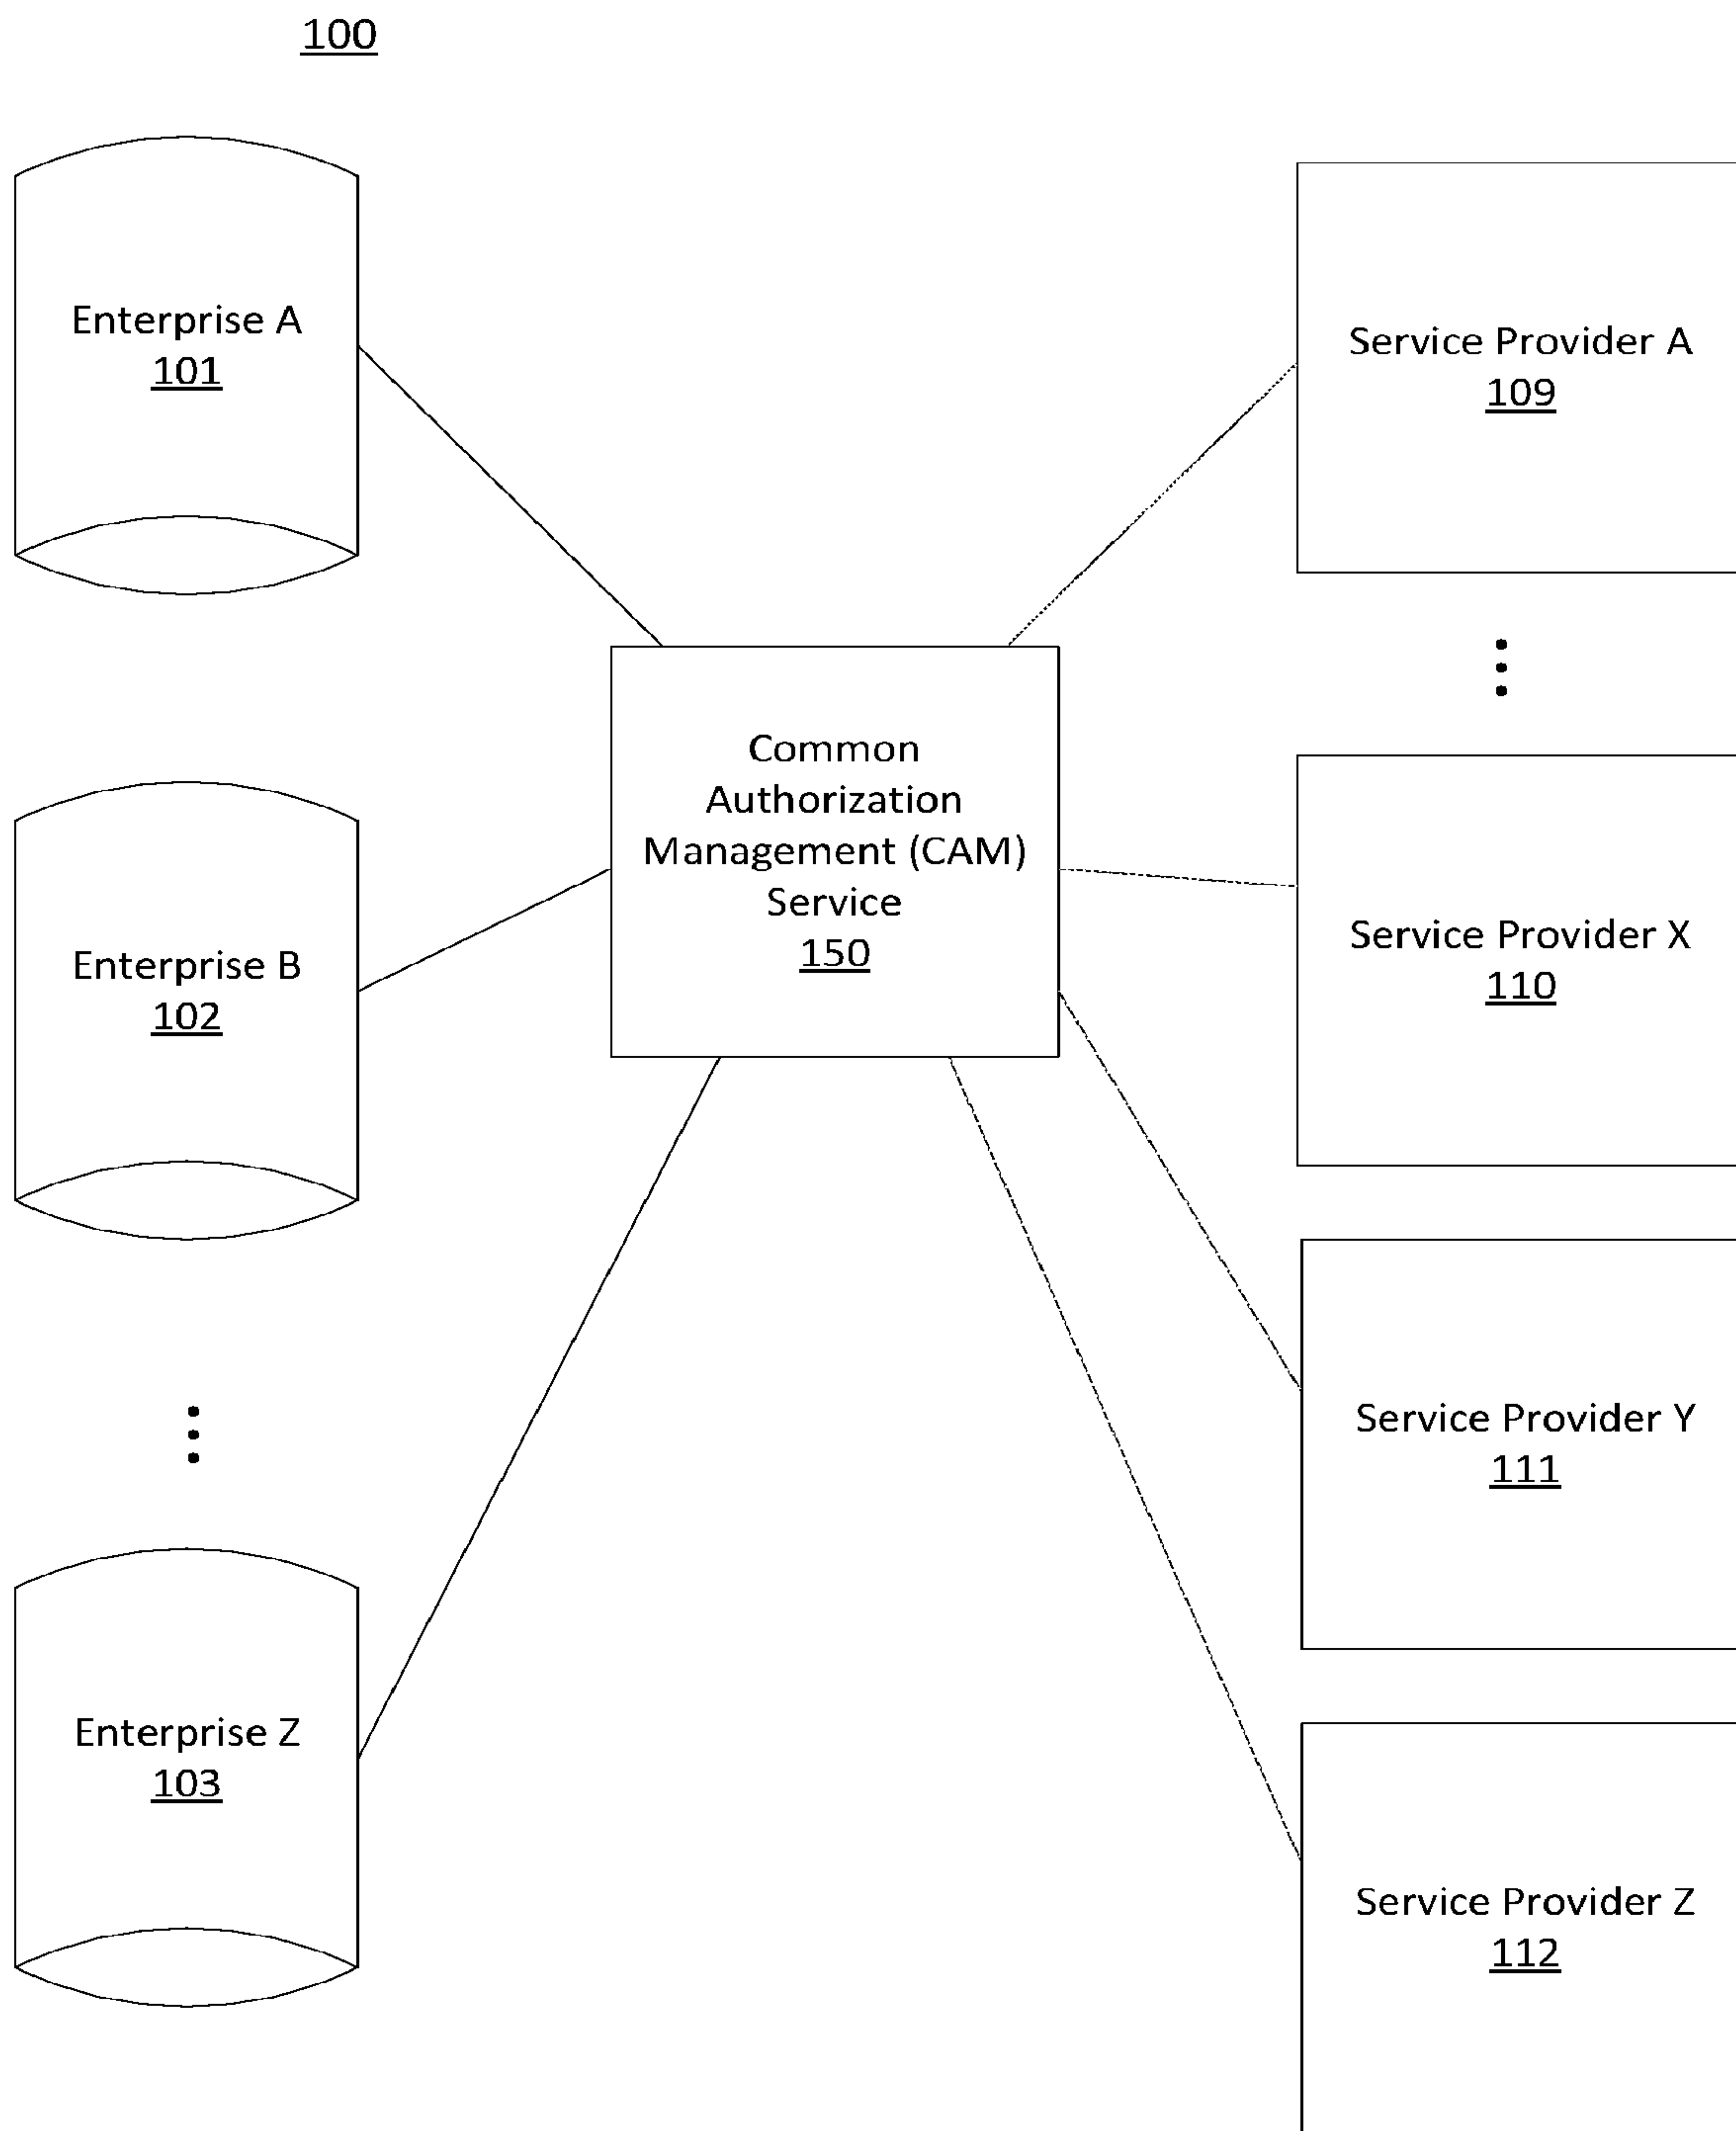 100
Enterprise A
101
Service Provider A
109
Common
Authorization
Management (CAM)
Service
150
Enterprise B
102
Service Provider X
110
Service Provider Y
111
Enterprise Z
103
Service Provider Z
112